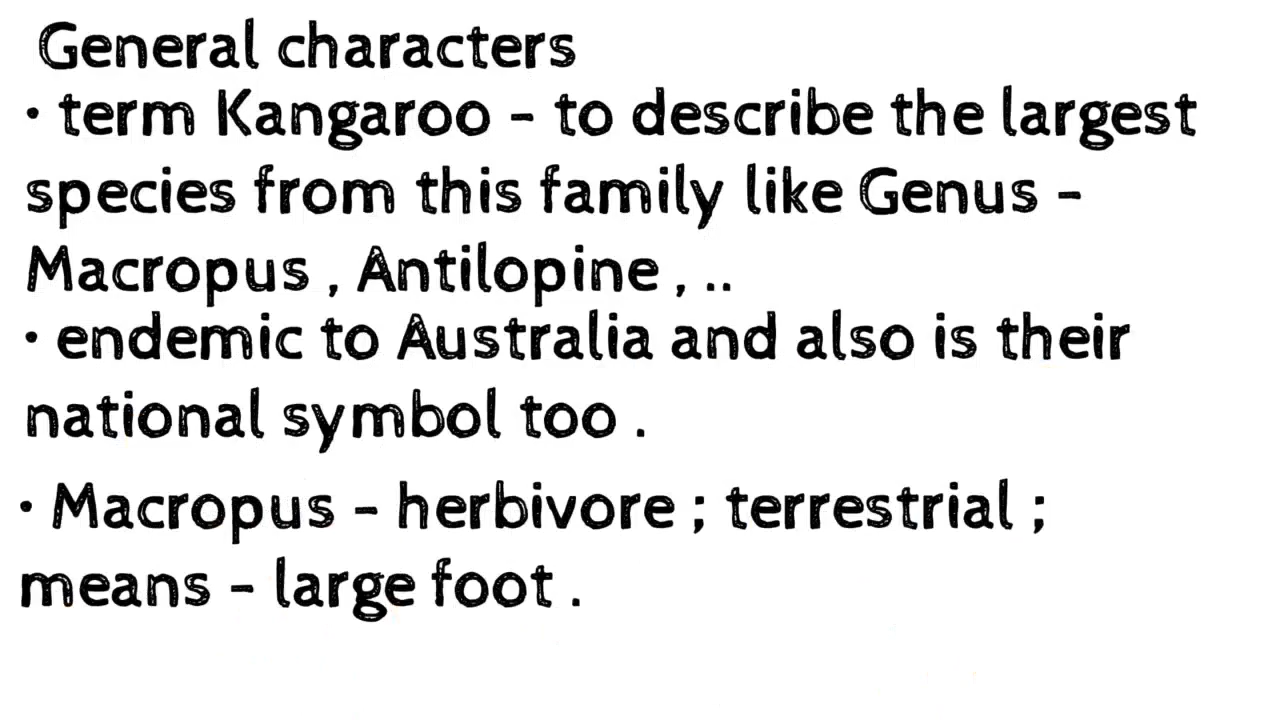 General characters
• term Kangaroo - to describe the largest
species from this family like Genus -
Macropus , Antilopine , ..
• endemic to Australia and also is their
national symbol too .
• Macropus - herbivore ; terrestrial ;
means - large foot .